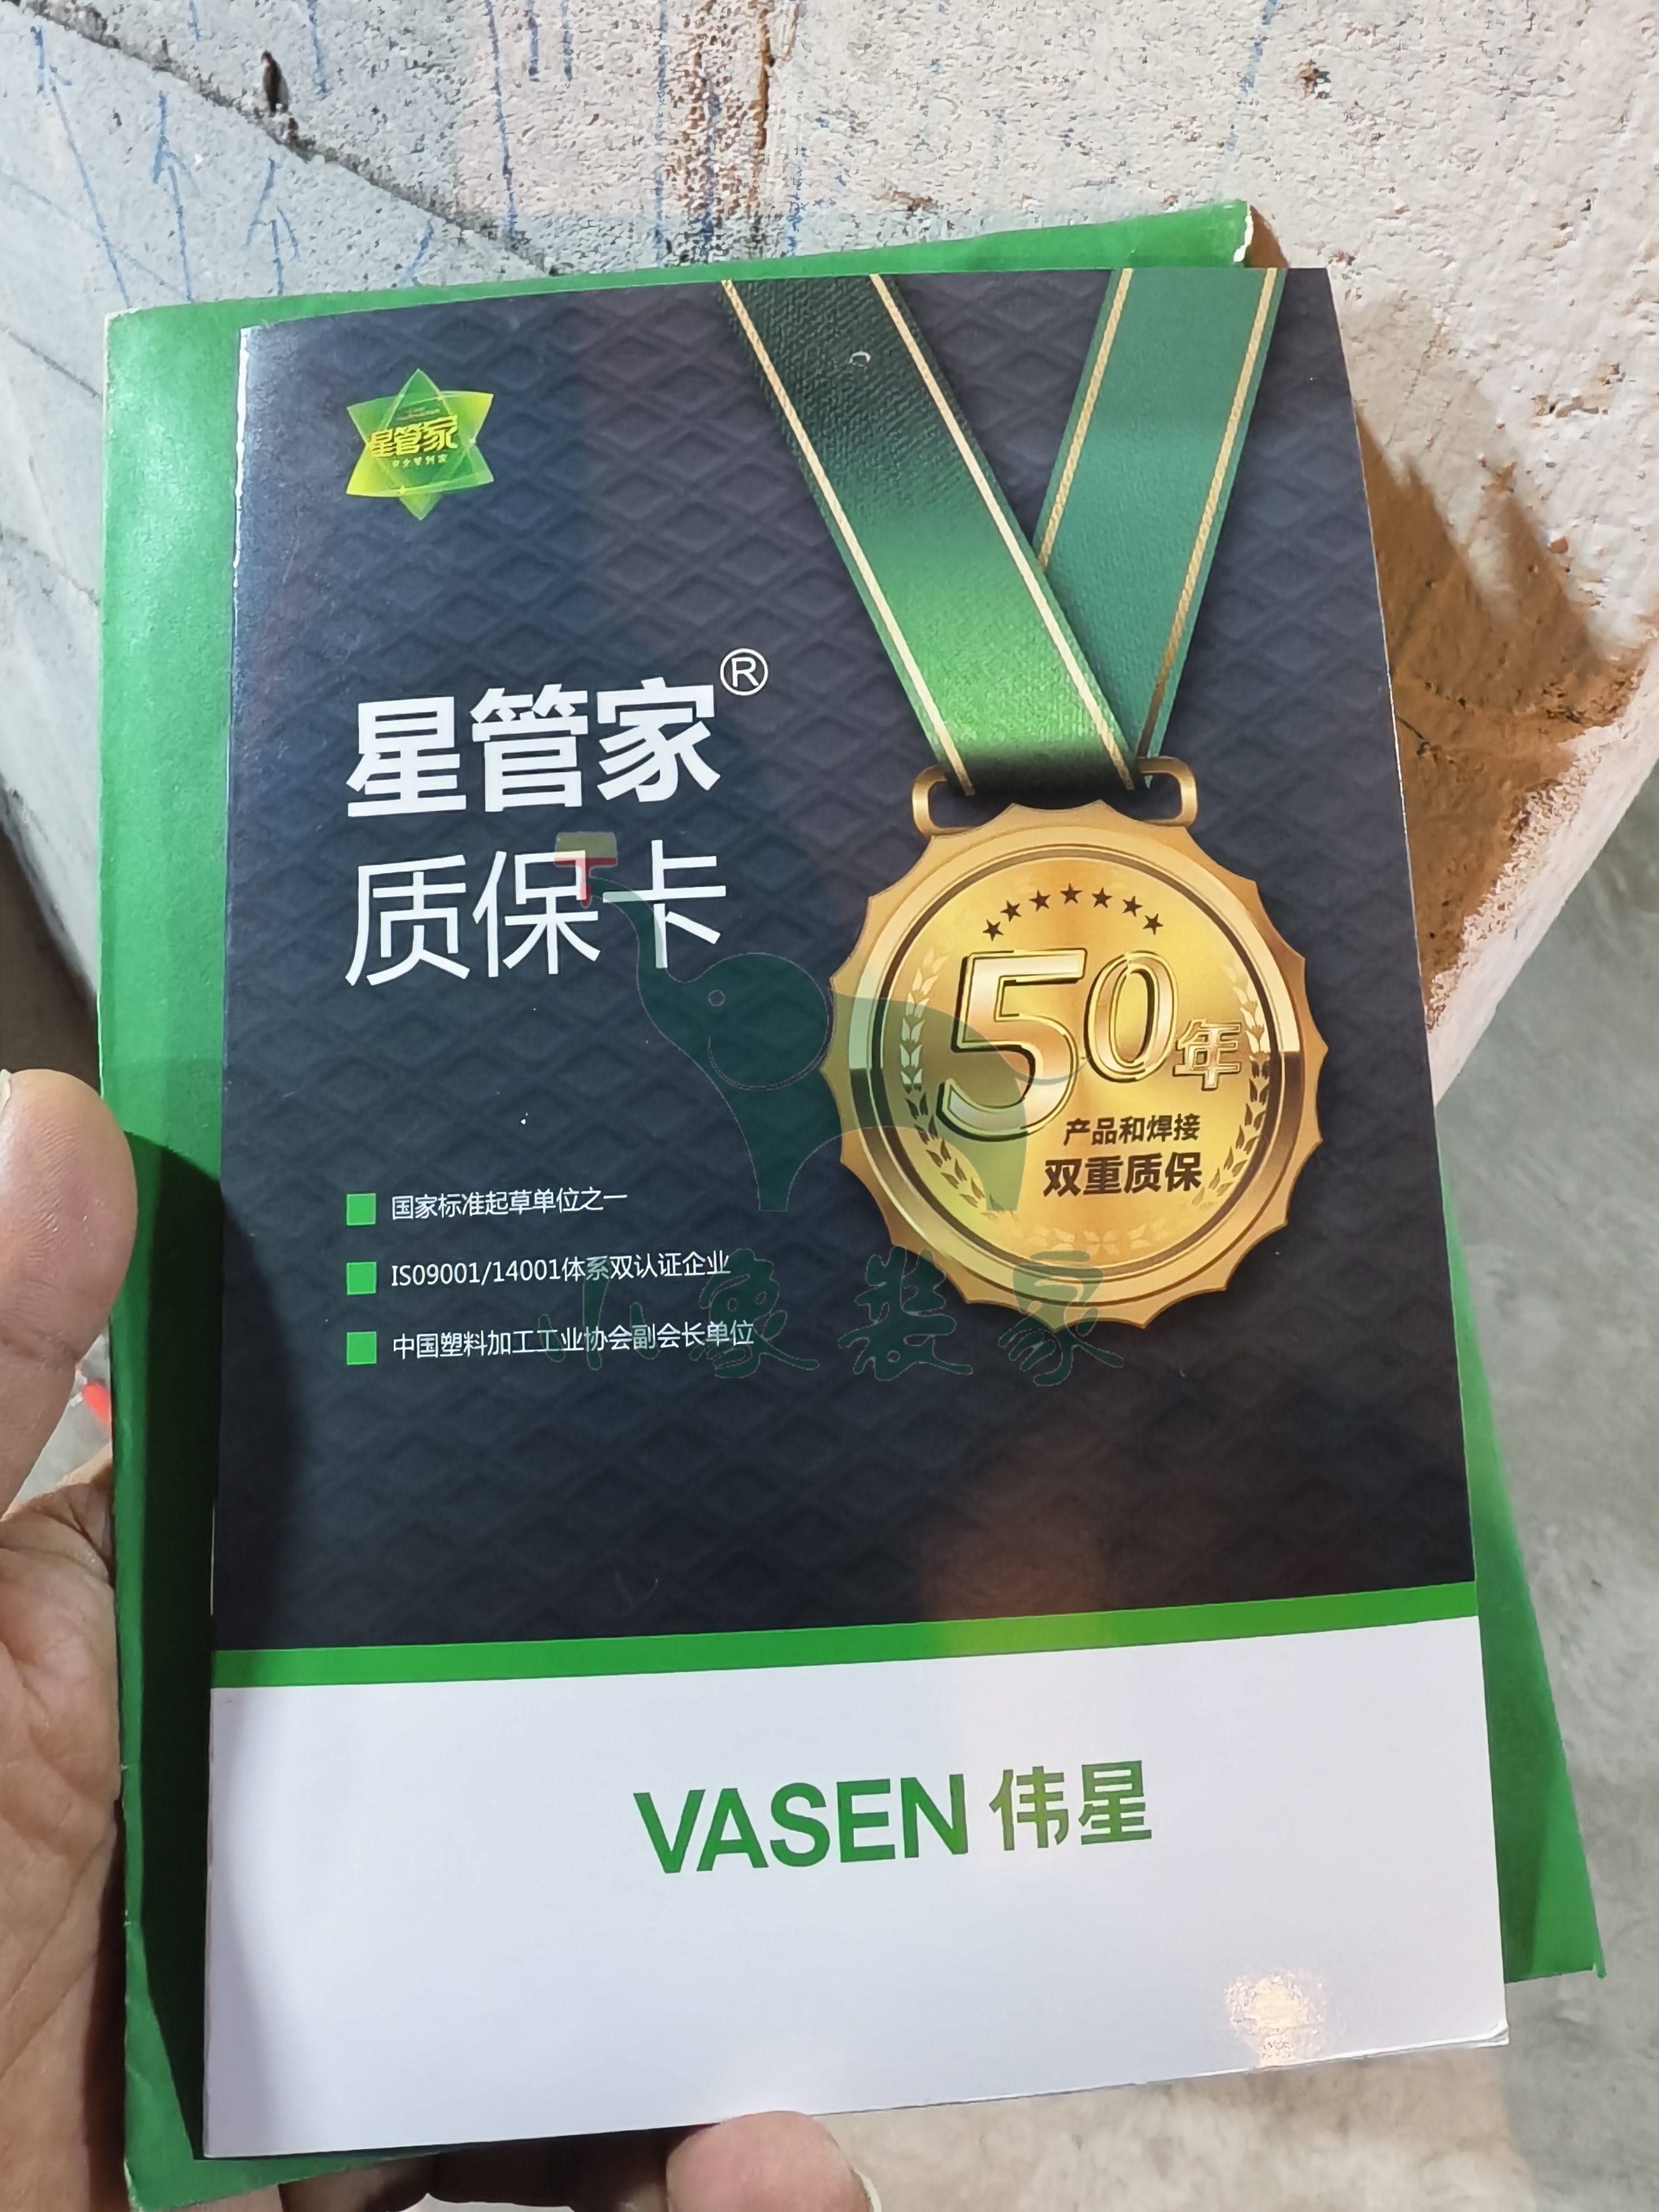 星管家
星管家®
质保卡
50年
产品和焊接
双重质保
国家标准起草单位之一
ISO9001/14001体系双认证企业
中国塑料加工工业协会副会长单位
小象装家
VASEN 伟星